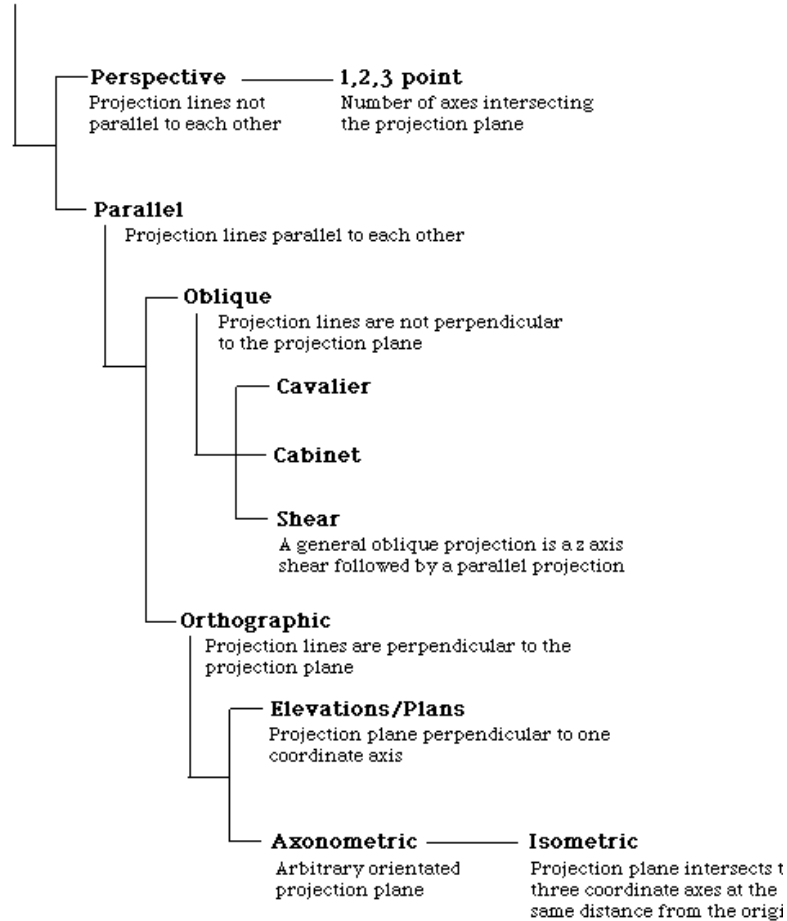 Perspective
1,2,3 point
Projection lines not
parallel to each other
Number of axes intersecting
the projection plane
Parallel
Projection lines parallel to each other
Oblique
Projection lines are not perpendicular
to the projection plane
Cavalier
Cabinet
Shear
A general oblique projection is a z axis
shear followed by a parallel projection
Orthographic
Projection lines are perpendicular to the
projection plane
Elevations/Plans
Projection plane perpendicular to one
coordinate axis
Axonometric
Isometric
Arbitrary orientated
projection plane
Projection plane intersects
three coordinate axes at the
same distance from the